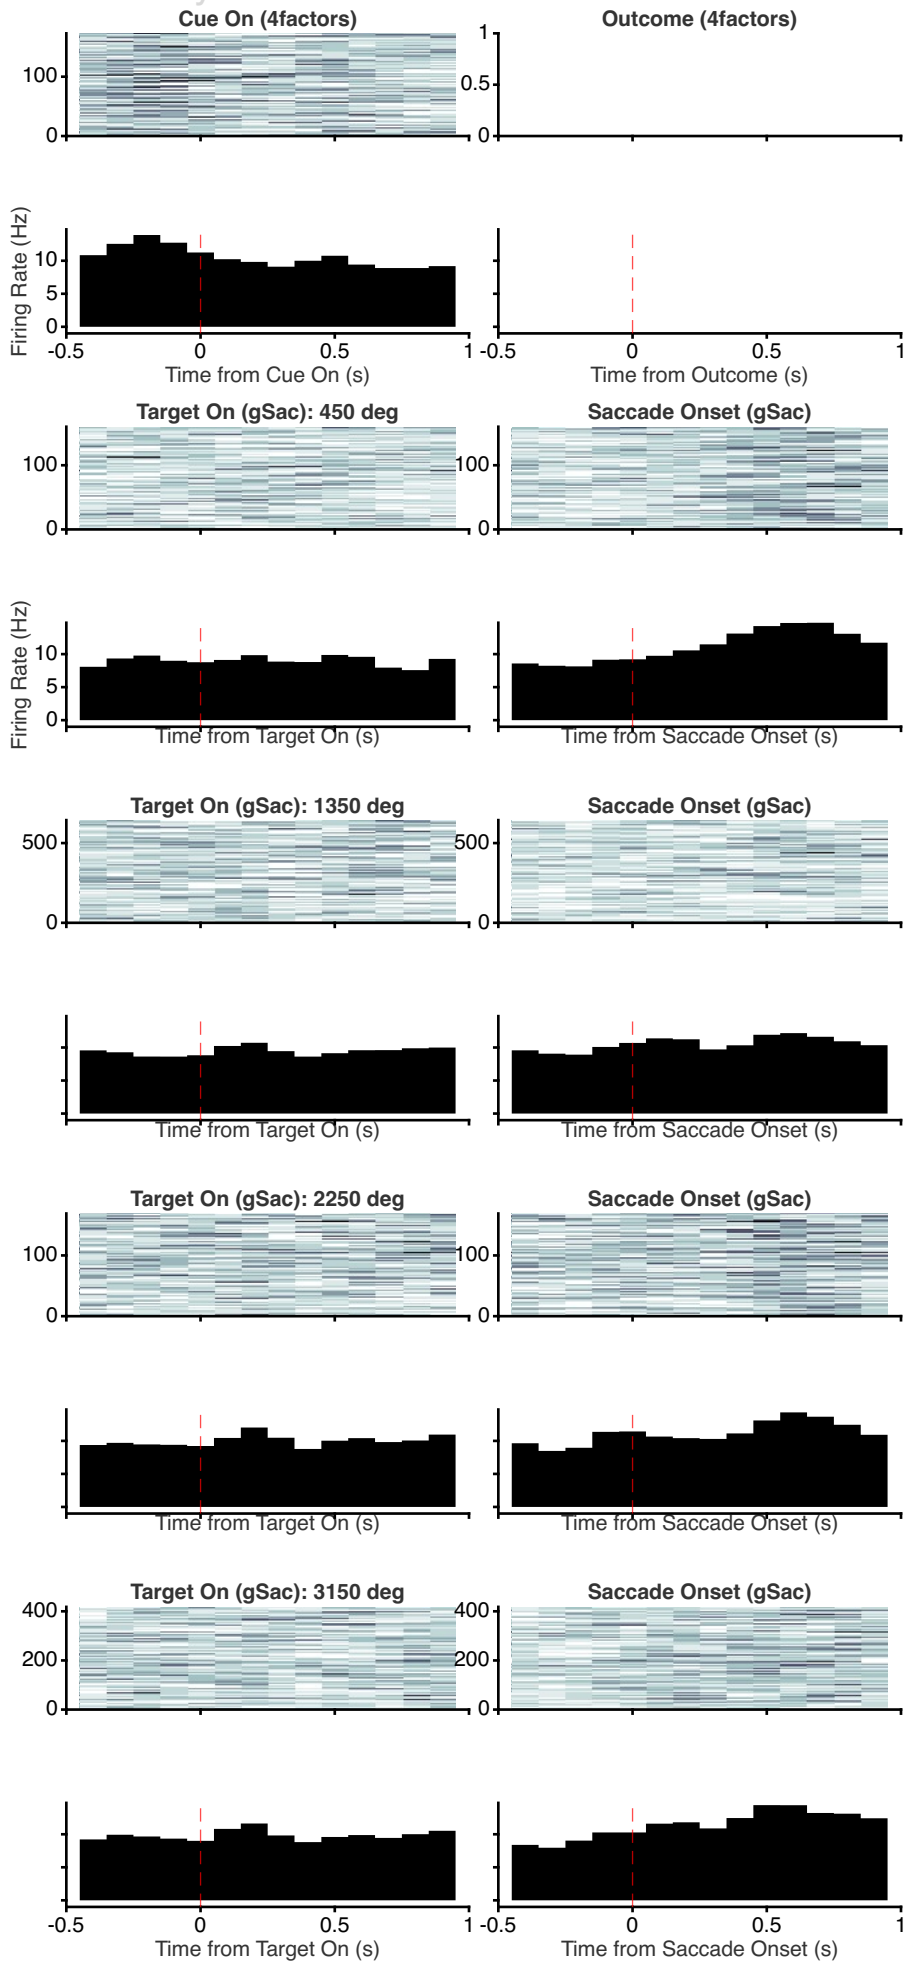 Cue On (4factors)
Outcome (4factors)
100
0
1
0.5
0
Firing Rate (Hz)
10
5
0
-0.5
0
0.5
1
-0.5
0
0.5
1
Time from Cue On (s)
Time from Outcome (s)
Target On (gSac): 450 deg
Saccade Onset (gSac)
100
0
100
0
Firing Rate (Hz)
10
5
0
Time from Target On (s)
Time from Saccade Onset (s)
Target On (gSac): 1350 deg
Saccade Onset (gSac)
500
0
500
0
Time from Target On (s)
Time from Saccade Onset (s)
Target On (gSac): 2250 deg
Saccade Onset (gSac)
100
0
100
0
Time from Target On (s)
Time from Saccade Onset (s)
Target On (gSac): 3150 deg
Saccade Onset (gSac)
400
200
0
400
200
0
-0.5
0
0.5
1
-0.5
0
0.5
1
Time from Target On (s)
Time from Saccade Onset (s)